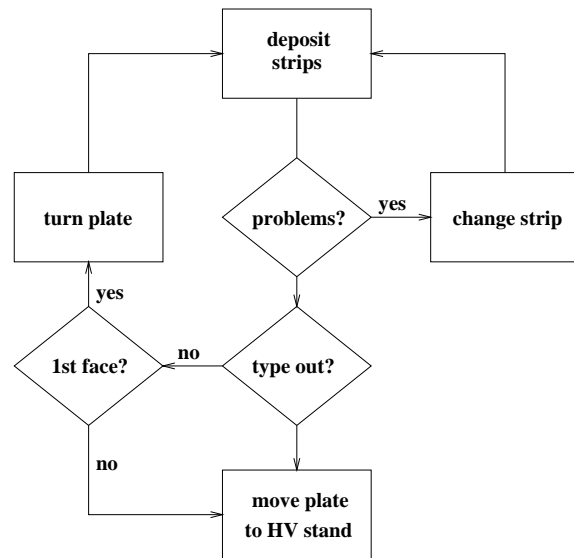 deposit
strips
turn plate
problems?
yes
change strip
yes
1st face?
no
type out?
no
move plate
to HV stand